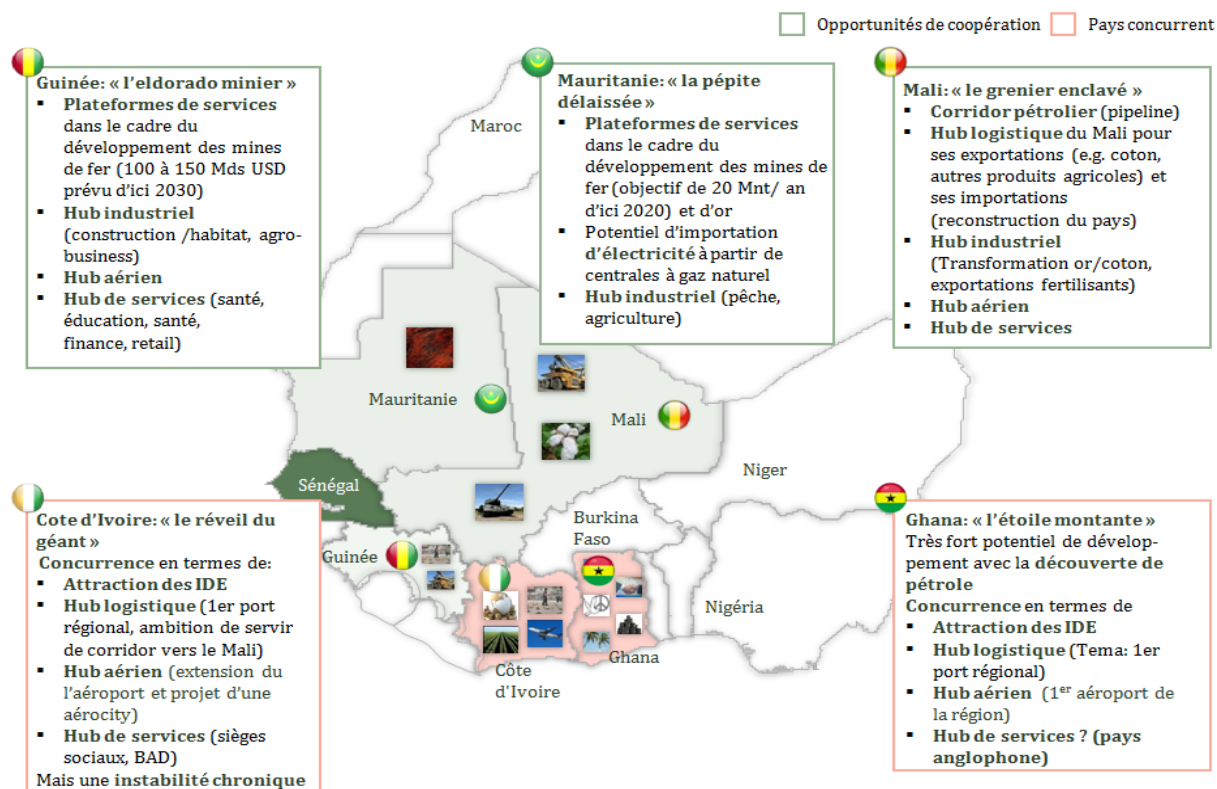 Opportunités de coopération
Pays concurrent
Guinée: « l'eldorado minier »
▪ Plateformes de services
dans le cadre du
développement des mines
de fer (100 à 150 Mds USD
prévu d'ici 2030)
▪ Hub industriel
(construction /habitat, agro-
business)
▪ Hub aérien
▪ Hub de services (santé,
éducation, santé,
finance, retail)
Mauritanie: « la pépite
délaissée »
▪ Plateformes de services
dans le cadre du
développement des mines de
fer (objectif de 20 Mnt/ an
d'ici 2020) et d'or
▪ Potentiel d'importation
d'électricité à partir de
centrales à gaz naturel
▪ Hub industriel (pêche,
agriculture)
Mali: « le grenier enclavé »
▪ Corridor pétrolier (pipeline)
▪ Hub logistique du Mali pour
ses exportations (e.g. coton,
autres produits agricoles) et
ses importations
(reconstruction du pays)
▪ Hub industriel
(Transformation or/coton,
exportations fertilisants)
▪ Hub aérien
▪ Hub de services
Maroc
Mauritanie
Mali
Niger
Sénégal
Burkina
Faso
Guinée
Nigéria
Ghana
Côte
d'Ivoire
Cote d'Ivoire: « le réveil du
géant »
Concurrence en termes de:
▪ Attraction des IDE
▪ Hub logistique (1er port
régional, ambition de servir
de corridor vers le Mali)
▪ Hub aérien (extension du
l'aéroport et projet d'une
aérocity)
▪ Hub de services (sièges
sociaux, BAD)
Mais une instabilité chronique
Ghana: « l'étoile montante »
Très fort potentiel de dévelop-
pement avec la découverte de
pétrole
Concurrence en termes de
▪ Attraction des IDE
▪ Hub logistique (Tema: 1er
port régional)
▪ Hub aérien (1er aéroport de
la région)
▪ Hub de services ? (pays
anglophone)